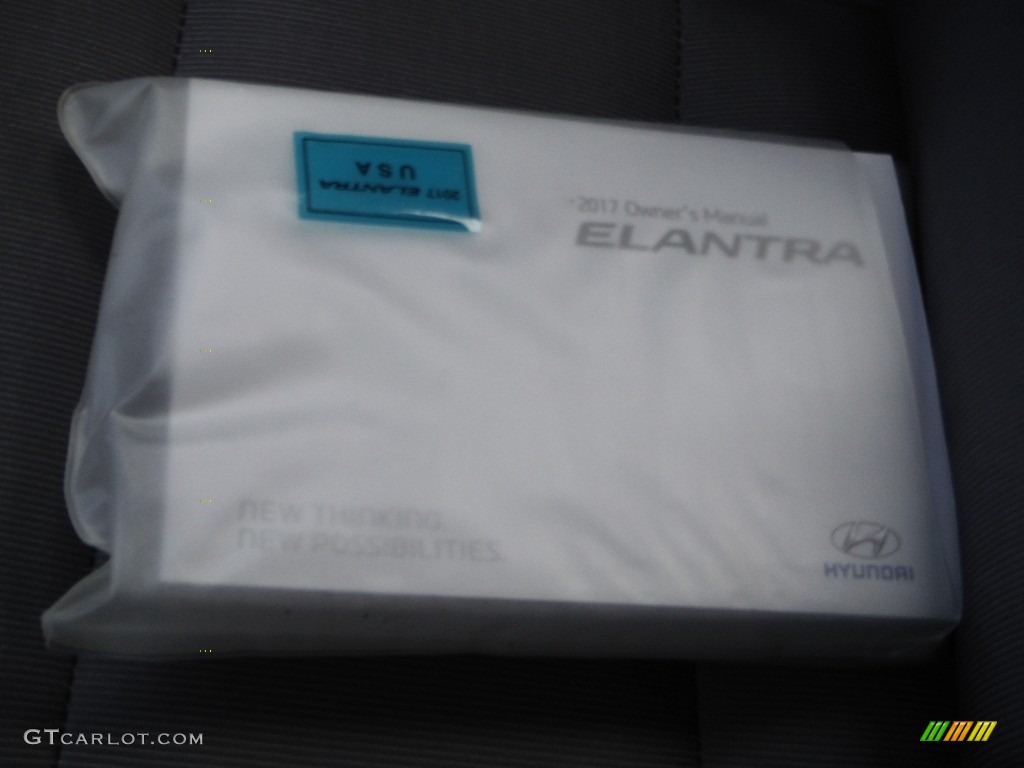 2017 Owner's Manual
ELANTRA
2017 ELANTRA
USA
NEW THINKING.
NEW POSSIBILITIES.
HYUNDAI
GTCARLOT.COM